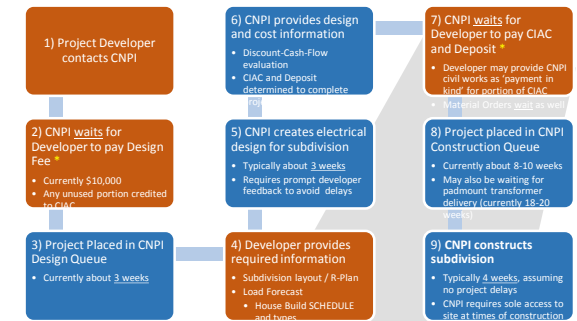 1) Project Developer
contacts CNPI
2) CNPI waits for
Developer to pay Design
Fee *
• Currently $10,000
• Any unused portion credited
to CIAC
3) Project Placed in CNPI
Design Queue
• Currently about 3 weeks
4) Developer provides
required information
• Subdivision layout / R-Plan
• Load Forecast
• House Build SCHEDULE
and types
5) CNPI creates electrical
design for subdivision
• Typically about 3 weeks
• Requires prompt developer
feedback to avoid delays
6) CNPI provides design
and cost information
• Discount-Cash-Flow
evaluation
• CIAC and Deposit
determined to complete
7) CNPI waits for
Developer to pay CIAC
and Deposit *
• Developer may provide CNPI
civil works as 'payment in
kind' for portion of CIAC
• Material Orders wait as well
8) Project placed in CNPI
Construction Queue
• Currently about 8-10 weeks
• May also be waiting for
padmount transformer
delivery (currently 18-20
weeks)
9) CNPI constructs
subdivision
• Typically 4 weeks, assuming
no project delays
• CNPI requires sole access to
site at times of construction